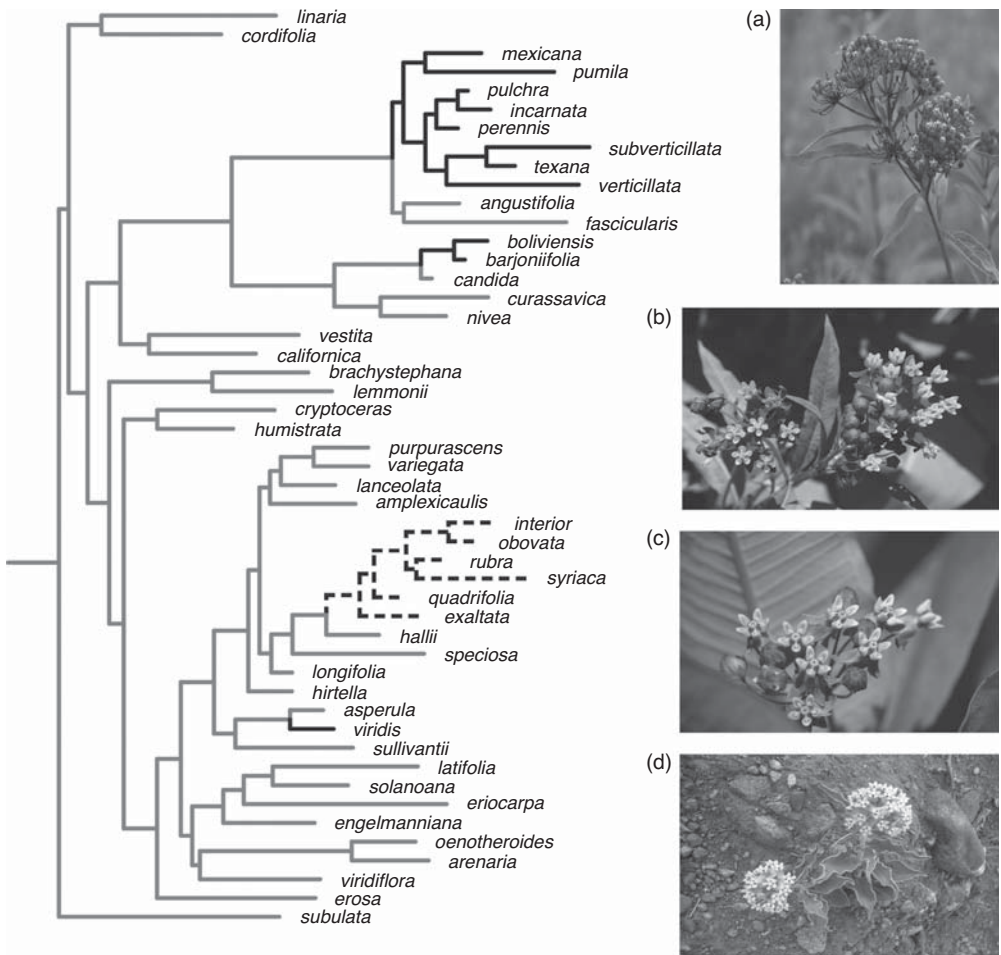 linaria
cordifolia
mexicana
pumila
pulchra
incarnata
perennis
subverticillata
texana
verticillata
angustifolia
fascicularis
boliviensis
barjoniifolia
candida
curassavica
nivea
vestita
californica
brachystephana
lemmonii
cryptoceras
humistrata
purpurascens
variegata
lanceolata
amplexicaulis
interior
obovata
rubra
syriaca
quadrifolia
exaltata
hallii
speciosa
longifolia
hirtella
asperula
viridis
sullivantii
latifolia
solanoana
eriocarpa
engelmanniana
oenotheroides
arenaria
viridiflora
erosa
subulata
(a)
(b)
(c)
(d)